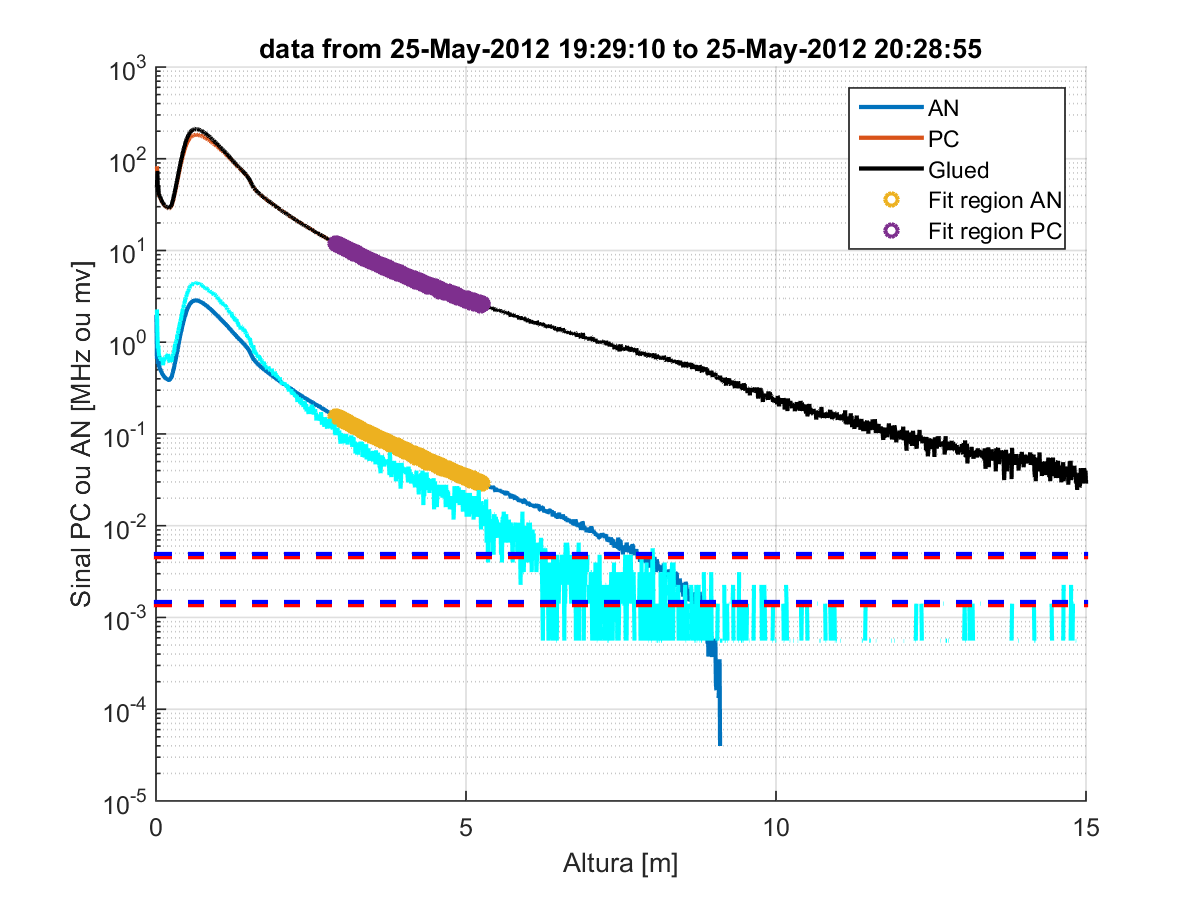 data from 25-May-2012 19:29:10 to 25-May-2012 20:28:55
AN
PC
Glued
Fit region AN
Fit region PC
Sinal PC ou AN [MHz ou mv]
10^3
10^2
10^1
10^0
10^-1
10^-2
10^-3
10^-4
10^-5
0 5 10 15
Altura [m]